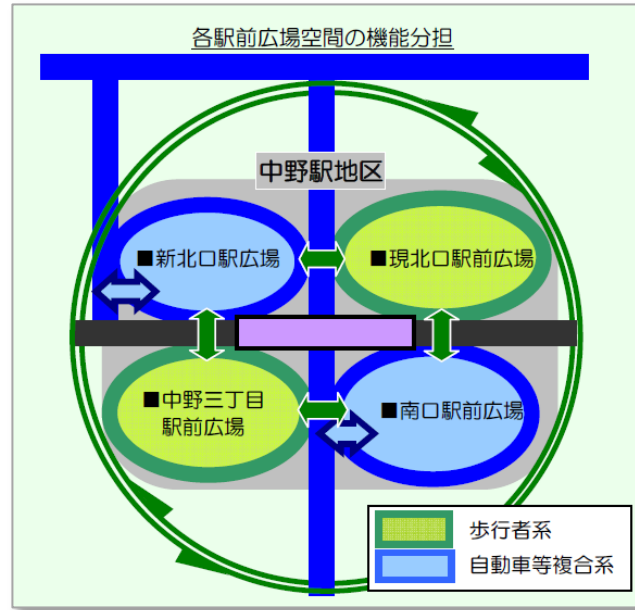 各駅前広場空間の機能分担
中野駅地区
■新北口駅広場
■現北口駅前広場
■中野三丁目
駅前広場
■南口駅前広場
歩行者系
自動車等複合系